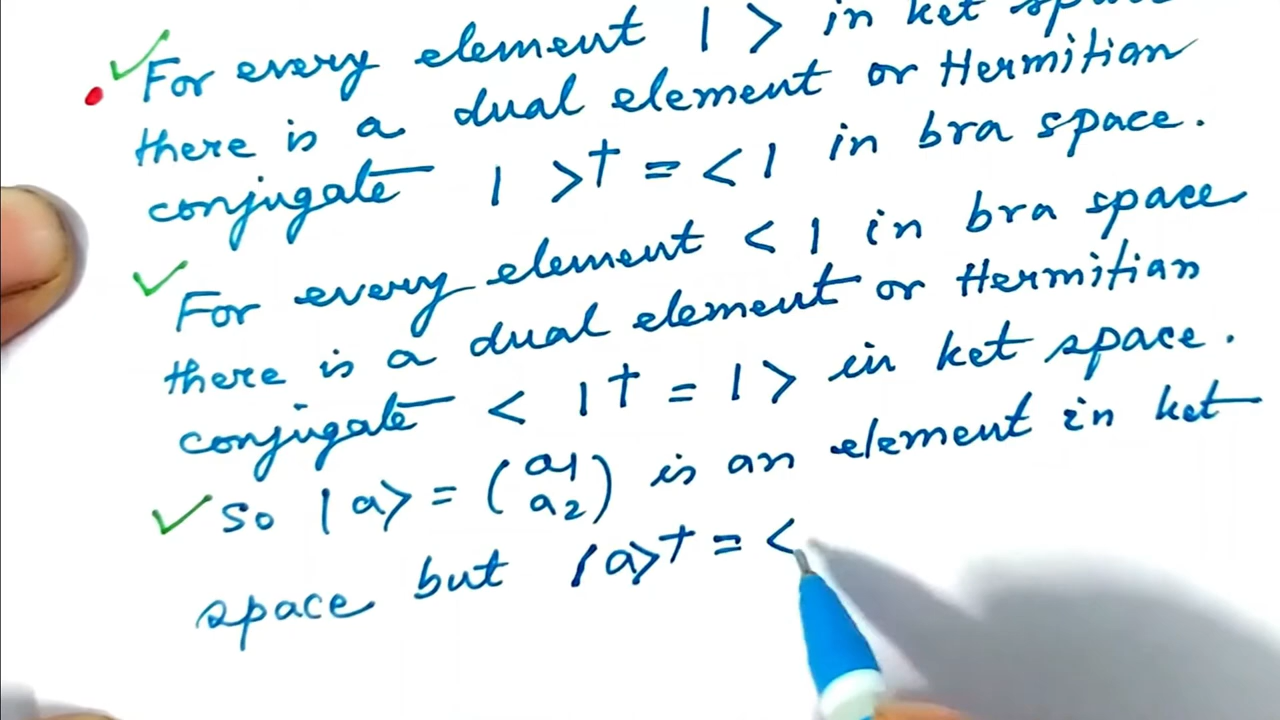 ✓ For every element | > in ket space
there is a dual element or Hermitian
conjugate | >† = < | in bra space.
✓ For every element < | in bra space
there is a dual element or Hermitian
conjugate < |† = | > in ket space.
✓ So |a> = (a1 a2) is an element in ket
space but |a>† = <